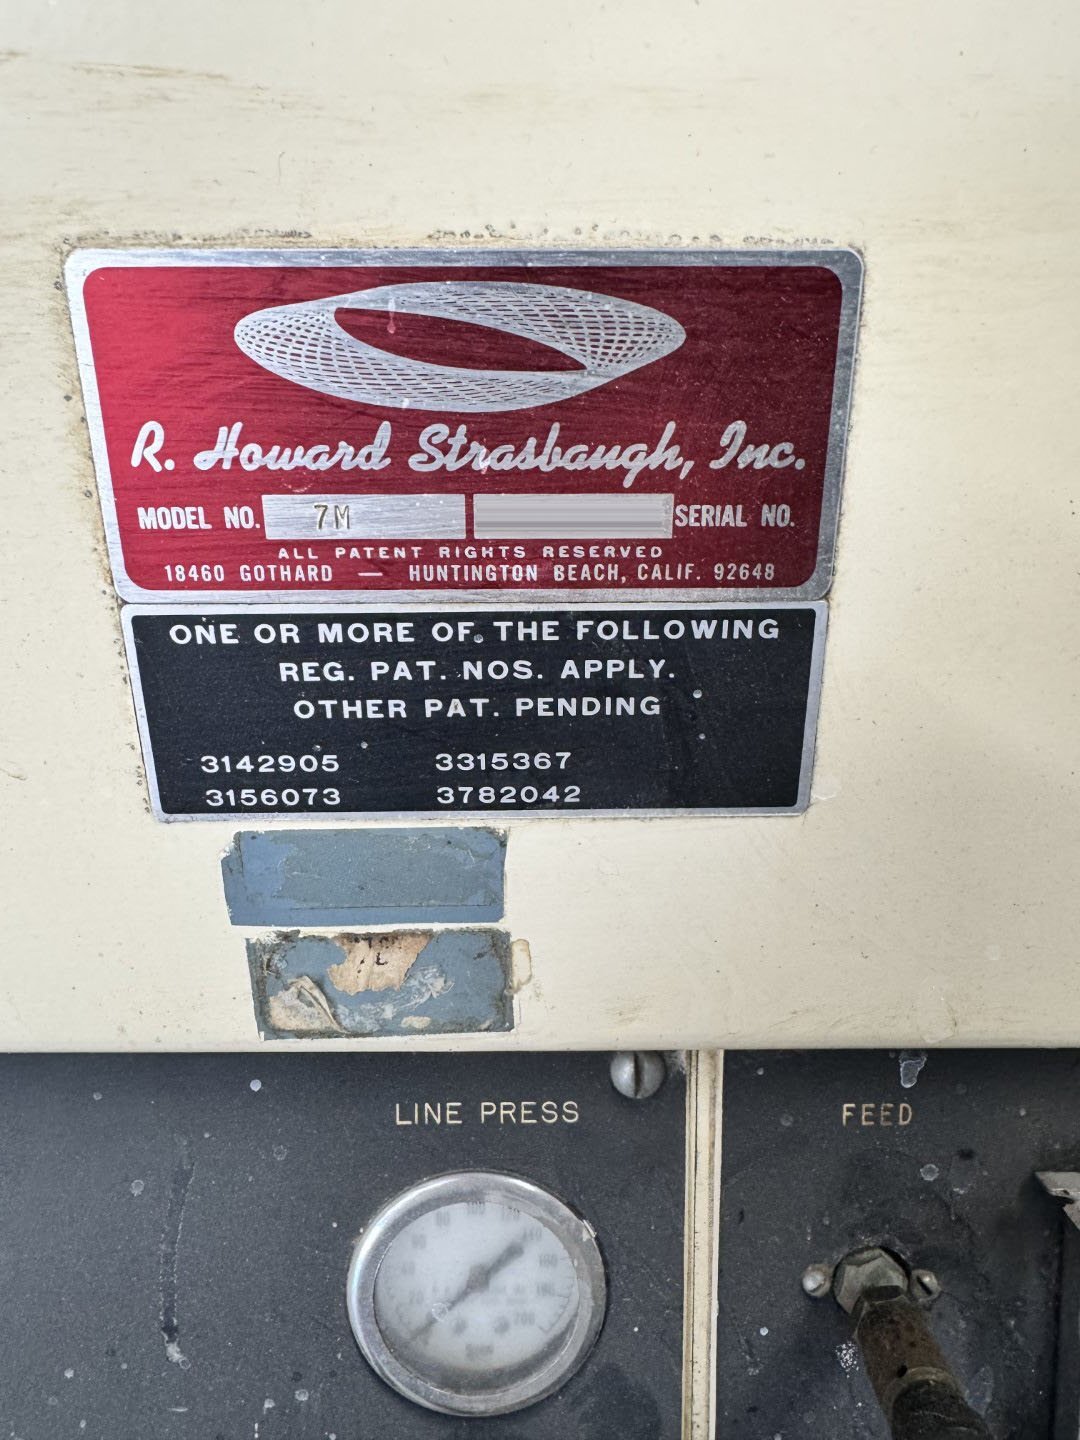 R. Howard Strasbaugh, Inc.
MODEL NO. 7M SERIAL NO.
ALL PATENT RIGHTS RESERVED
18460 GOTHARD — HUNTINGTON BEACH, CALIF. 92648
ONE OR MORE OF THE FOLLOWING
REG. PAT. NOS. APPLY.
OTHER PAT. PENDING
3142905 3315367
3156073 3782042
LINE PRESS FEED